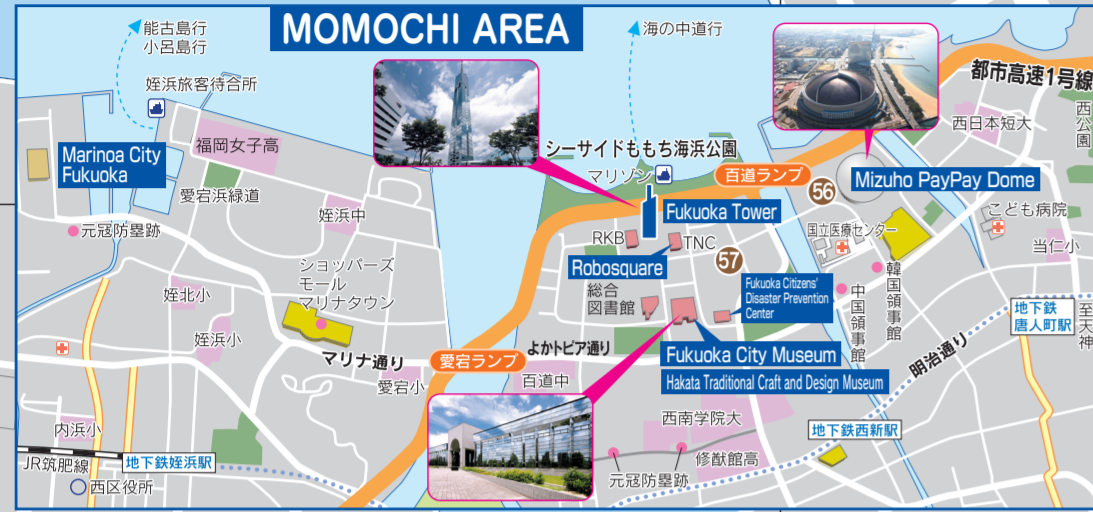 MOMOCHI AREA
能古島行
小呂島行
姪浜旅客待合所
海の中道行
都市高速1号線
西公園
西日本短大
福岡女子高
Marinoa City
Fukuoka
愛宕浜緑道
シーサイドももち海浜公園
マリゾン
百道ランプ
56
Mizuho PayPay Dome
こども病院
姪浜中
元冠防塁跡
Fukuoka Tower
国立医療センター
当仁小
RKB
TNC
57
Robosquare
ショッパーズ
モール
マリナタウン
総合
図書館
Fukuoka Citizens'
Disaster Prevention
Center
韓国領事館
中国領事館
姪北小
地下鉄
唐人町駅
至天神
姪浜小
マリナ通り
愛宕ランプ
よかトピア通り
Fukuoka City Museum
Hakata Traditional Craft and Design Museum
明治通り
愛宕小
百道中
西南学院大
内浜小
地下鉄西新駅
JR筑肥線
地下鉄姪浜駅
修猷館高
元冠防塁跡
西区役所